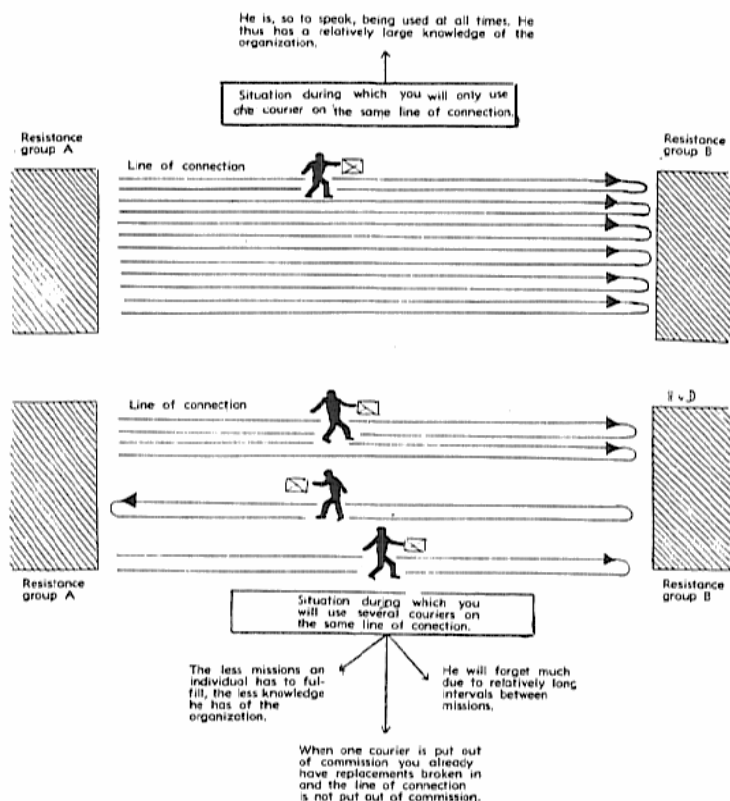 He is, so to speak, being used at all times. He
thus has a relatively large knowledge of the
organization.
Situation during which you will only use
one courier on the same line of connection.
Resistance
group A
Resistance
group B
Line of connection
Line of connection
Resistance
group A
Resistance
group B
Situation during which you
will use several couriers on
the same line of conection.
The less missions an
individual has to ful-
fill, the less knowledge
he has of the
organization.
He will forget much
due to relatively long
intervals between
missions.
When one courier is put out
of commission you already
have replacements broken in
and the line of connection
is not put out of commission.